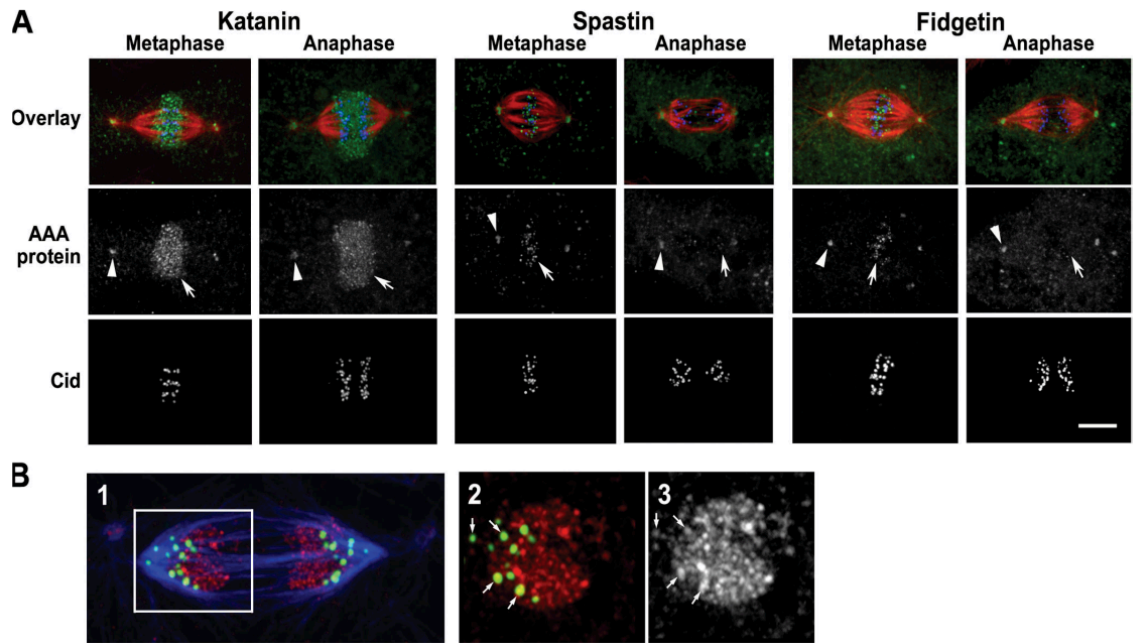 A
Katanin Spastin Fidgetin
Metaphase Anaphase Metaphase Anaphase Metaphase Anaphase
Overlay
AAA
protein
Cid
B
1 2 3